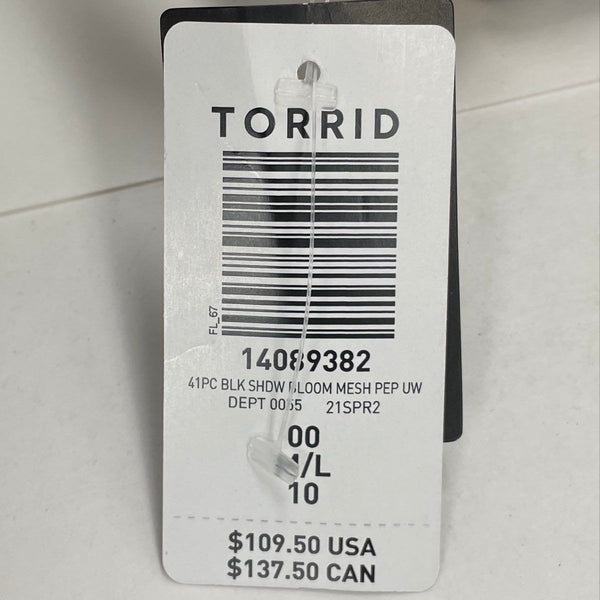 TORRID
FL_67
14089382
41PC BLK SHDW BLOOM MESH PEP UW
DEPT 0055 21SPR2
00
M/L
10
$109.50 USA
$137.50 CAN